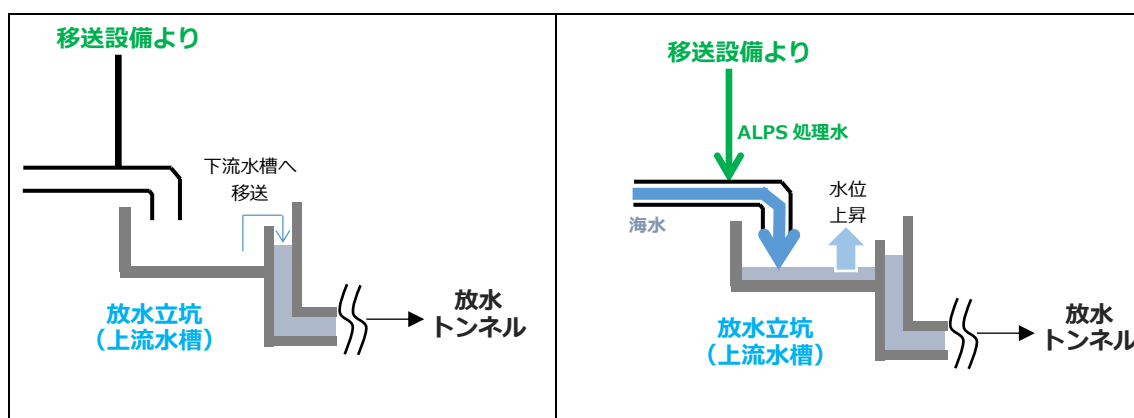 移送設備より
下流水槽へ
移送
放水立坑
（上流水槽）
放水
トンネル
移送設備より
ALPS 処理水
海水
水位
上昇
放水立坑
（上流水槽）
放水
トンネル